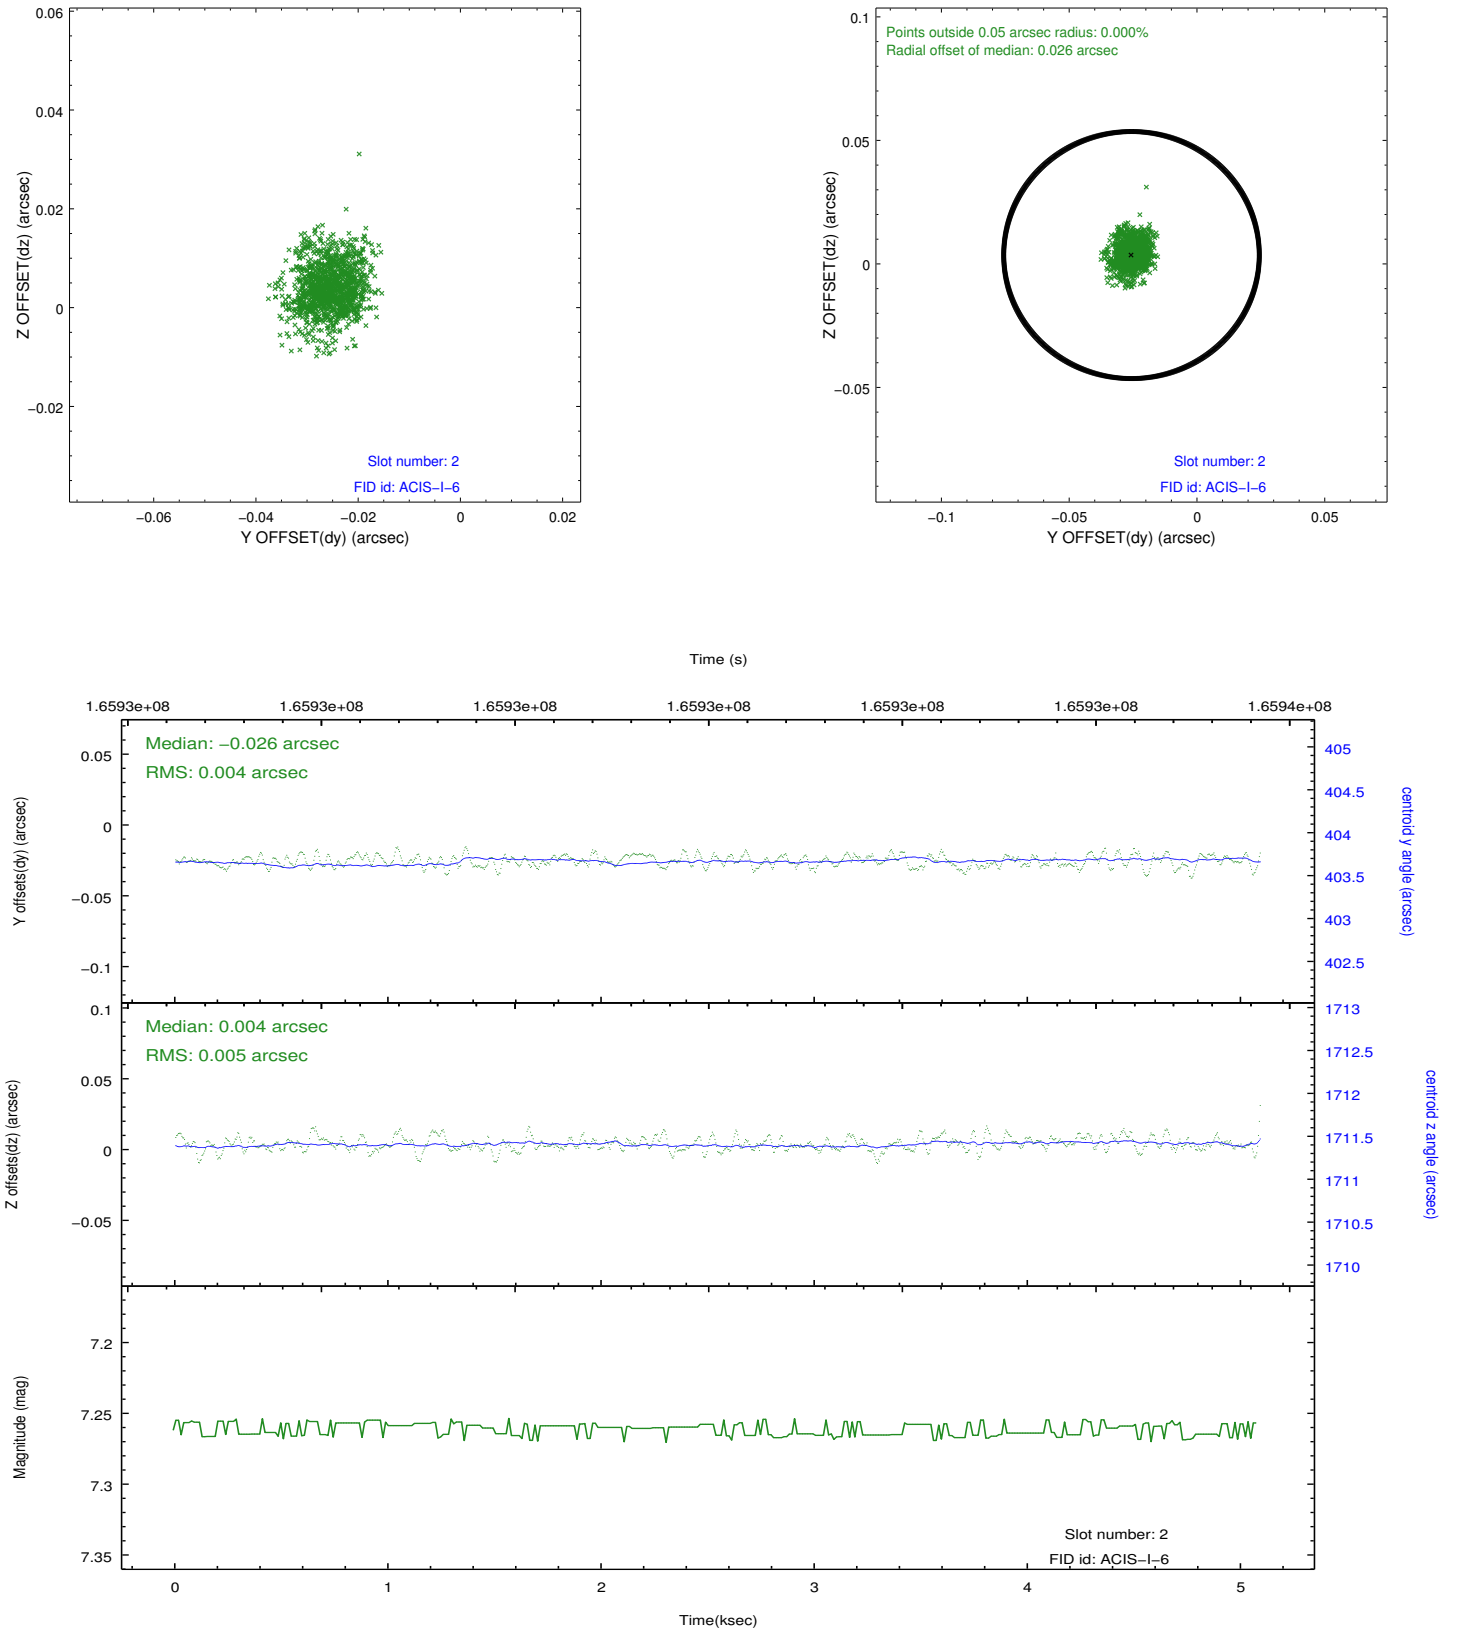 0.06
0.04
0.02
0
−0.02
Z OFFSET(dz) (arcsec)
Slot number: 2
FID id: ACIS−I−6
−0.06 −0.04 −0.02 0 0.02
Y OFFSET(dy) (arcsec)
Points outside 0.05 arcsec radius: 0.000%
Radial offset of median: 0.026 arcsec
0.1
0.05
0
−0.05
Z OFFSET(dz) (arcsec)
Slot number: 2
FID id: ACIS−I−6
−0.1 −0.05 0 0.05
Y OFFSET(dy) (arcsec)
Time (s)
1.6593e+08 1.6593e+08 1.6593e+08 1.6593e+08 1.6593e+08 1.6593e+08 1.6594e+08
Median: −0.026 arcsec
RMS: 0.004 arcsec
0.05
0
−0.05
−0.1
Y offsets(dy) (arcsec)
405
404.5
404
403.5
403
402.5
centroid y angle (arcsec)
Median: 0.004 arcsec
RMS: 0.005 arcsec
0.1
0.05
0
−0.05
Z offsets(dz) (arcsec)
1713
1712.5
1712
1711.5
1711
1710.5
1710
centroid z angle (arcsec)
7.2
7.25
7.3
7.35
Magnitude (mag)
Slot number: 2
FID id: ACIS−I−6
0 1 2 3 4 5
Time(ksec)